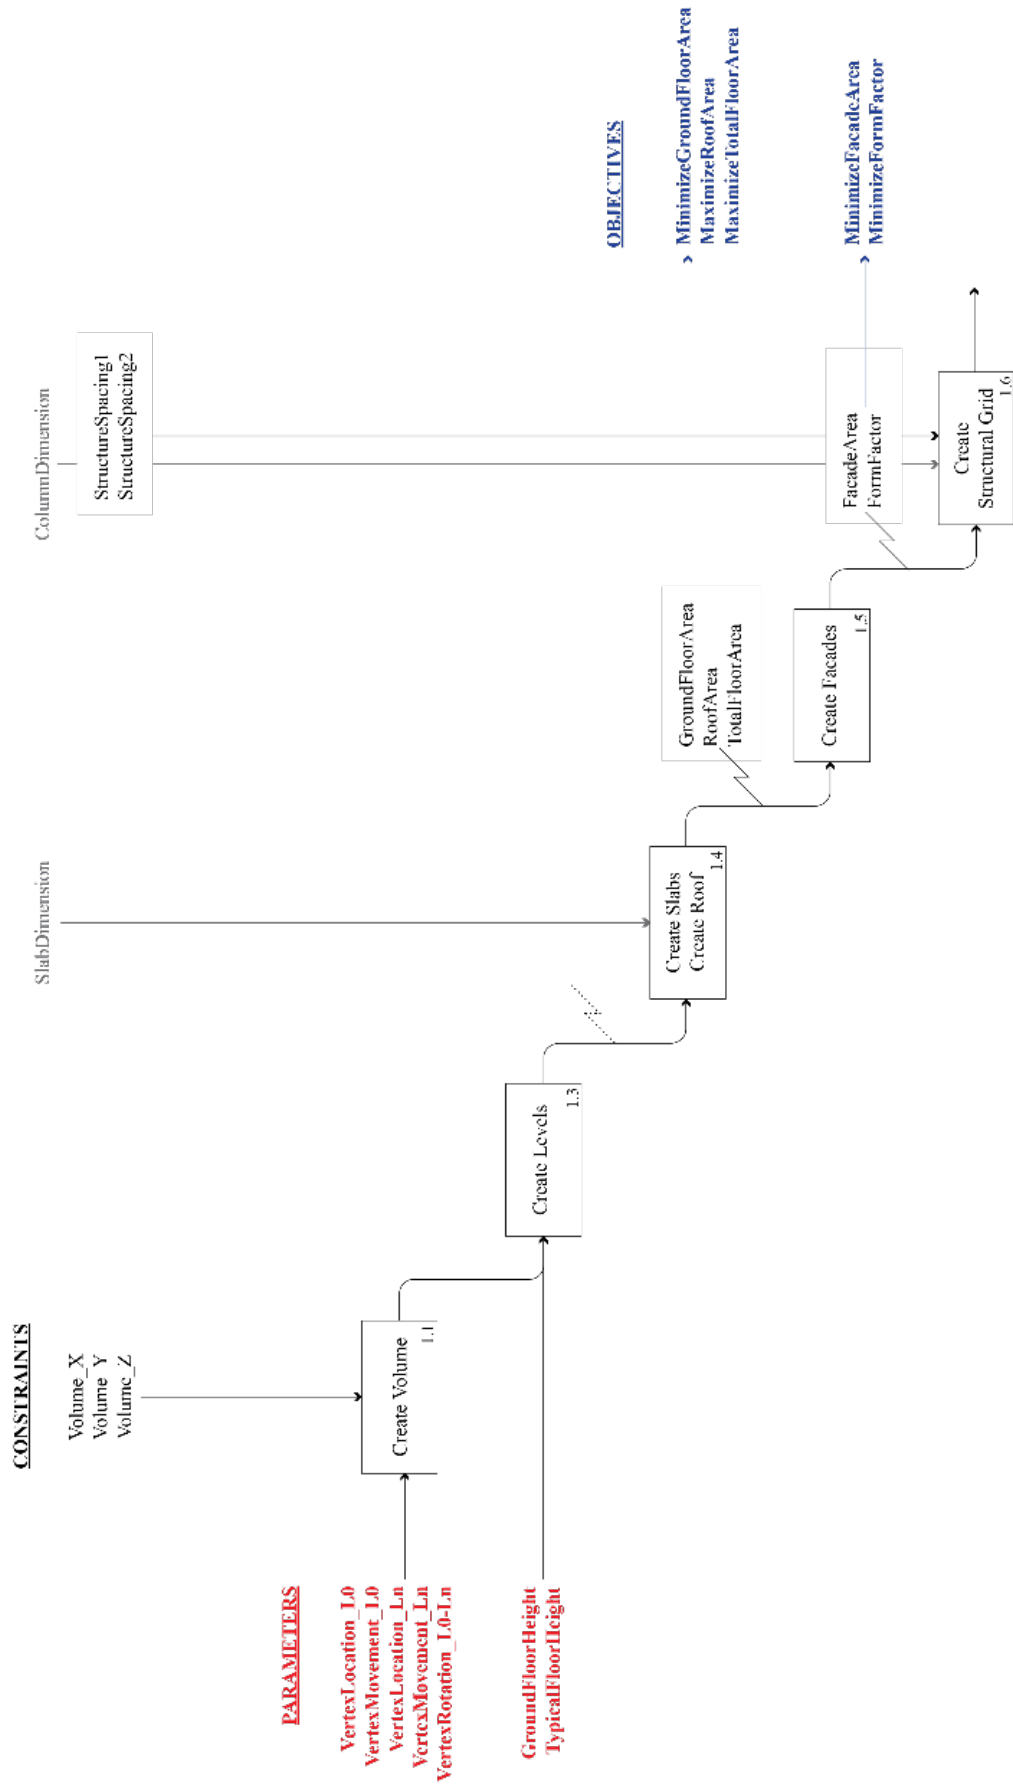 CONSTRAINTS
Volume_X
Volume_Y
Volume_Z
SlabDimension
ColumnDimension
StructureSpacing1
StructureSpacing2
PARAMETERS
VertexLocation_L0
VertexMovement_L0
VertexLocation_Ln
VertexMovement_Ln
VertexRotation_L0-Ln
GroundFloorHeight
TypicalFloorHeight
Create Volume
1.1
Create Levels
1.3
Create Slabs
Create Roof
1.4
GroundFloorArea
RoofArea
TotalFloorArea
Create Facades
1.5
FacadeArea
FormFactor
Create
Structural Grid
1.6
OBJECTIVES
MinimizeGroundFloorArea
MaximizeRoofArea
MaximizeTotalFloorArea
MinimizeFacadeArea
MinimizeFormFactor